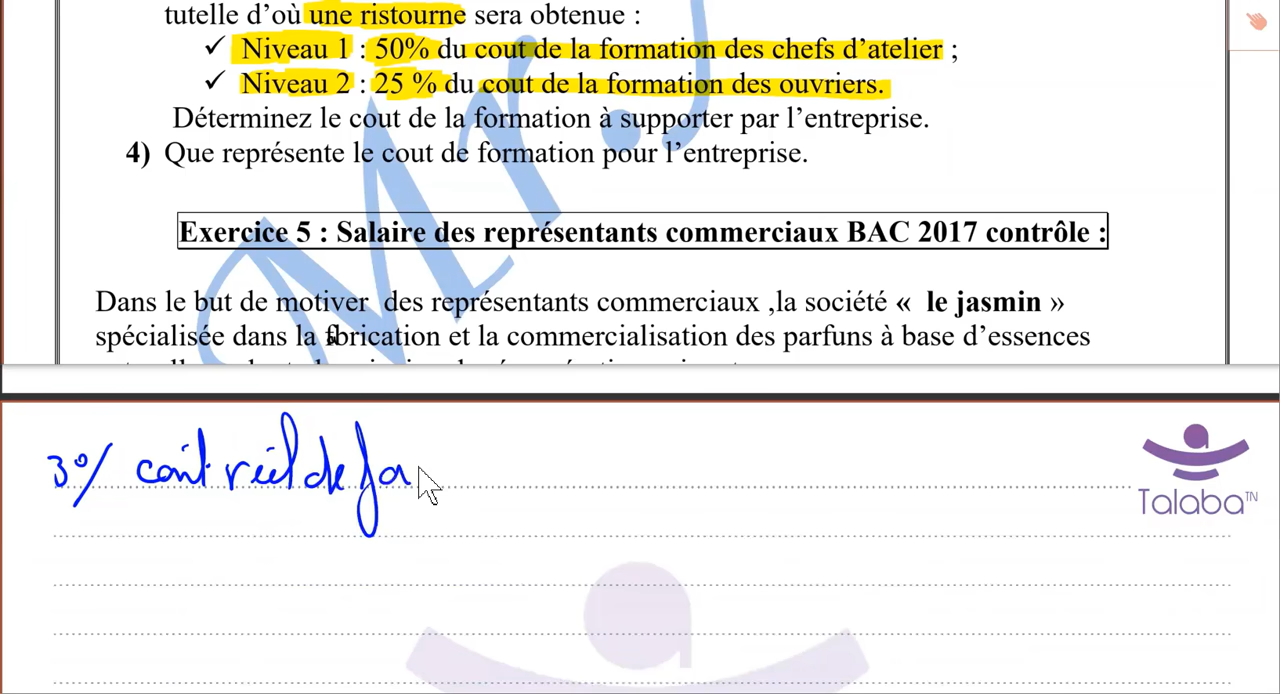 tutelle d'où une ristourne sera obtenue :
✓ Niveau 1 : 50% du cout de la formation des chefs d'atelier ;
✓ Niveau 2 : 25 % du cout de la formation des ouvriers.
Déterminez le cout de la formation à supporter par l'entreprise.
4) Que représente le cout de formation pour l'entreprise.
Mr.
Exercice 5 : Salaire des représentants commerciaux BAC 2017 contrôle :
Dans le but de motiver des représentants commerciaux ,la société « le jasmin »
spécialisée dans la fabrication et la commercialisation des parfuns à base d'essences
3°/ coût réel de fo
Talaba TN